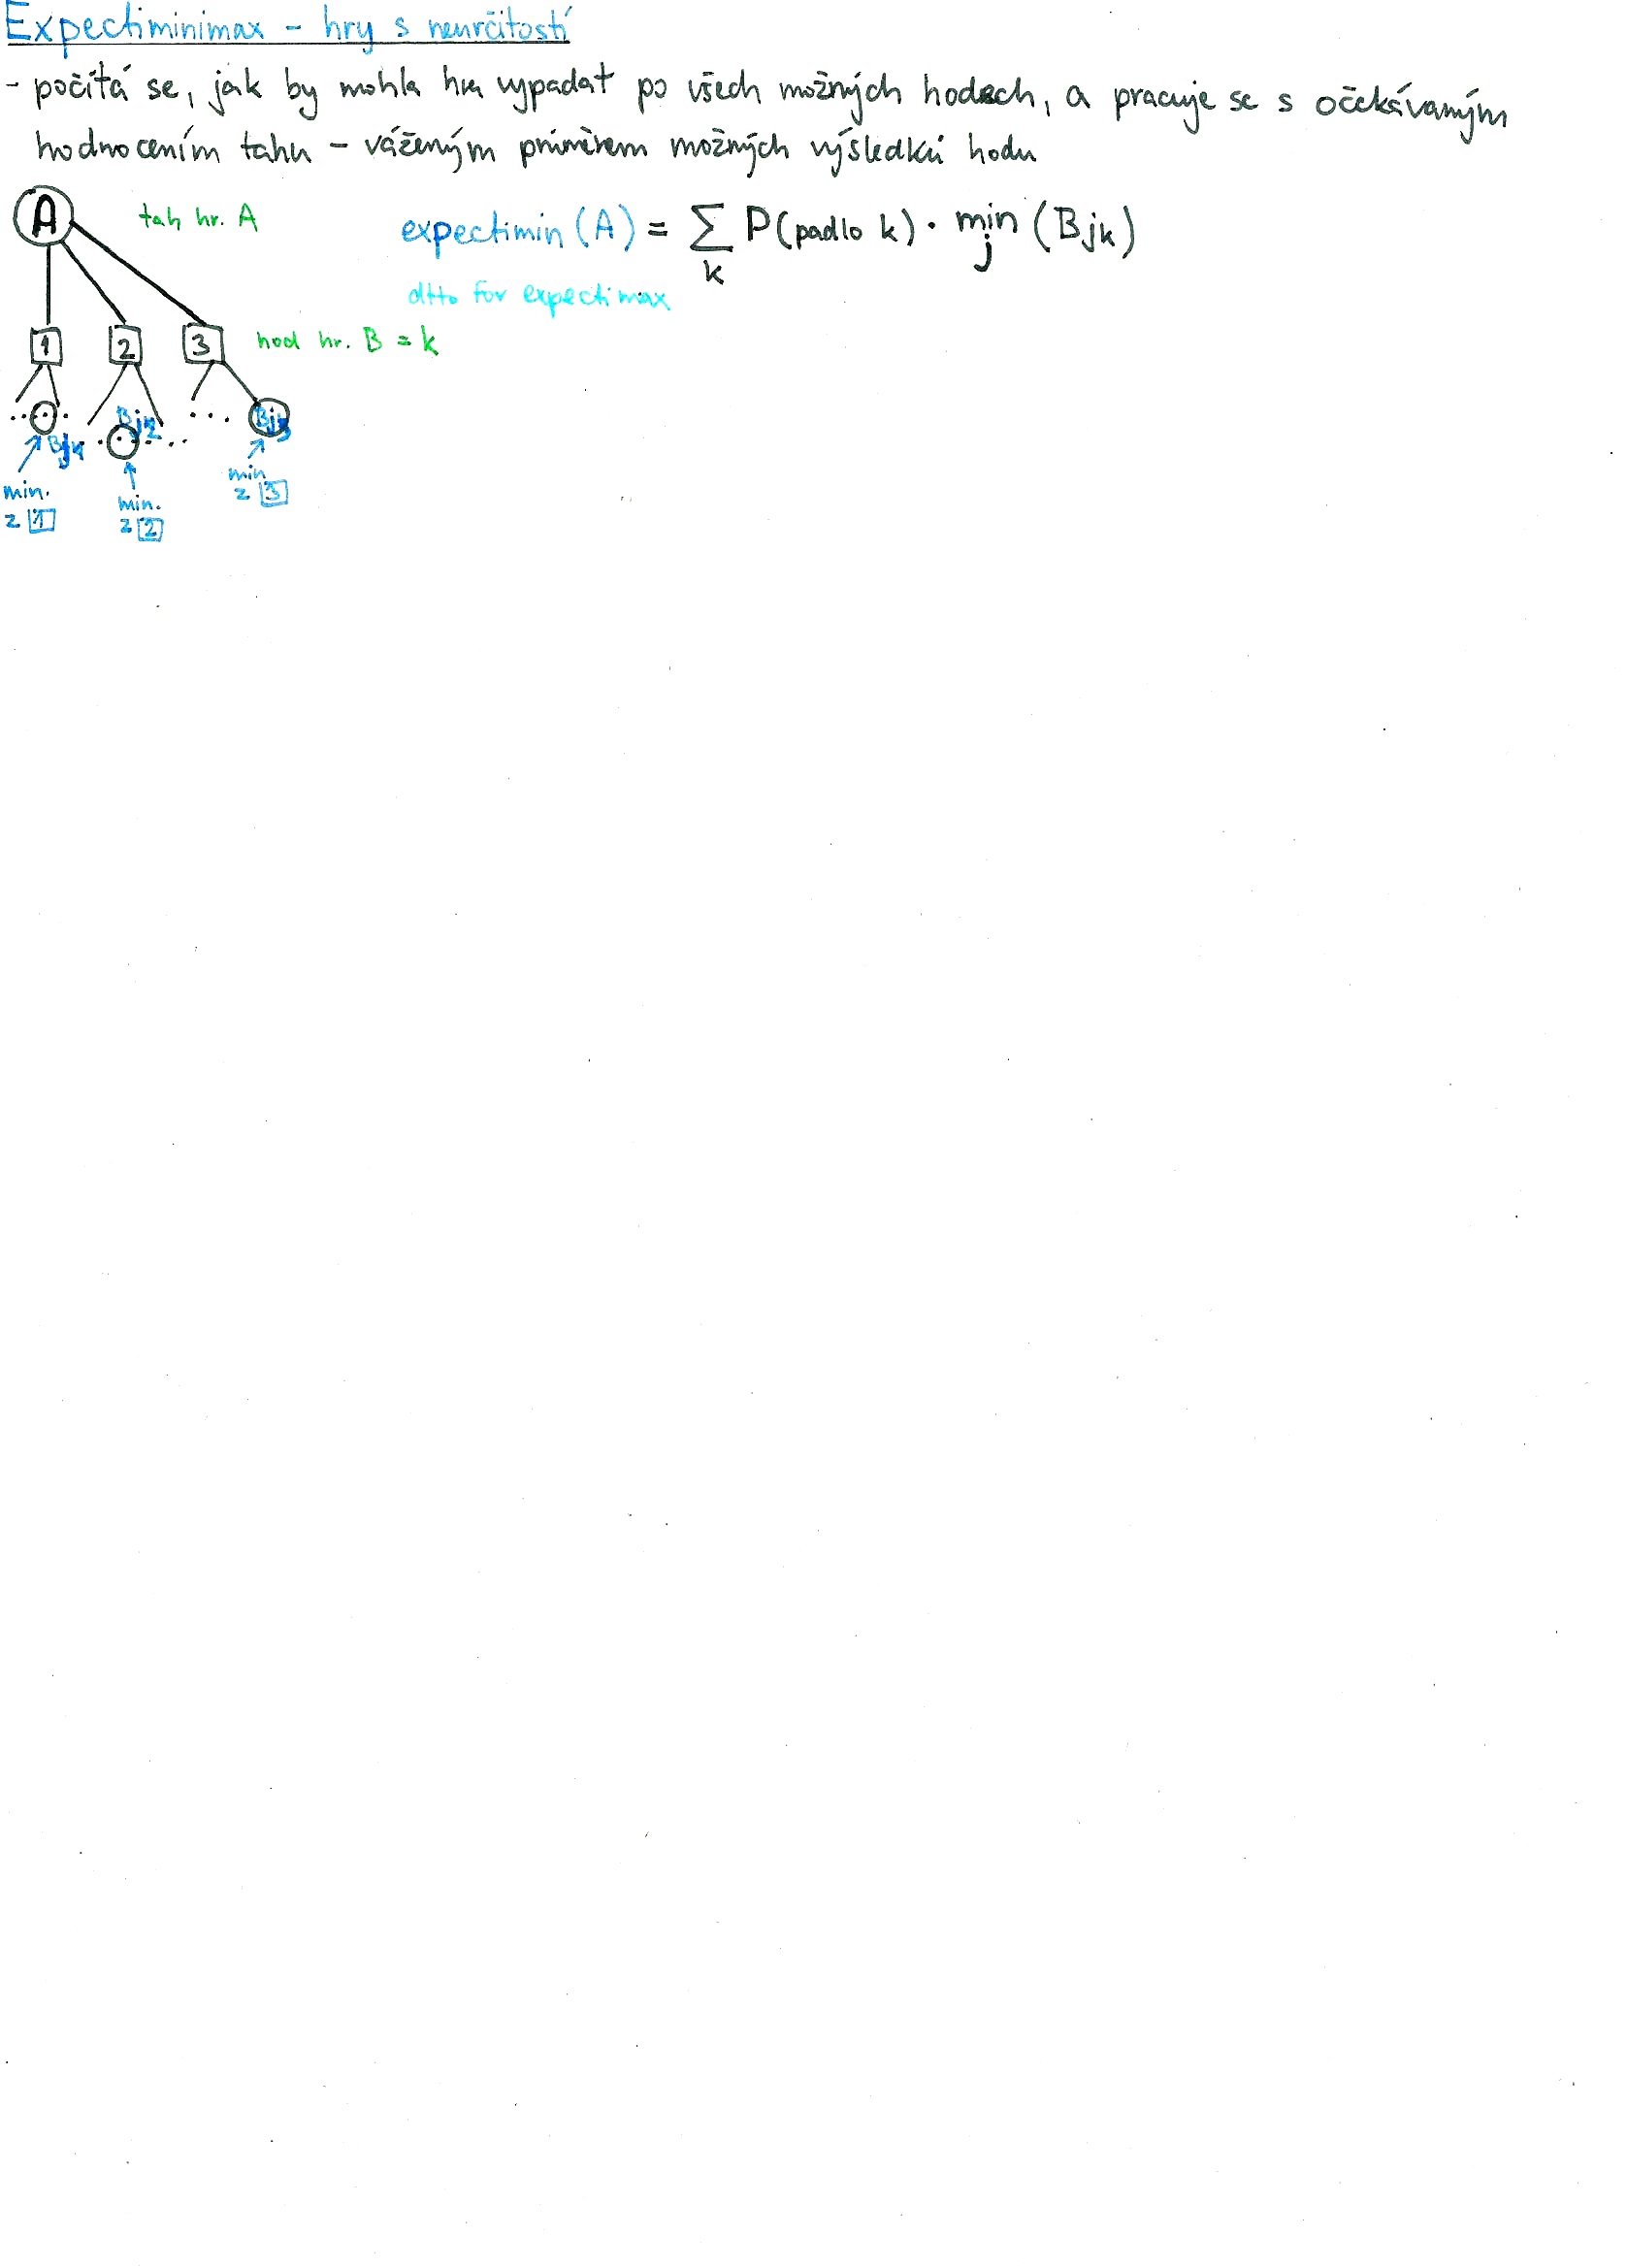 Expectiminimax – hry s neurčitostí
- počítá se, jak by mohla hra vypadat po všech možných hodech, a pracuje se s očekávaným
hodnocením tahu – váženým průměrem možných výsledků hodu
A
tah hr. A
expectimin (A) = ∑ P(padlo k) · min (Bjk)
k
j
dtto for expectimax
1 2 3
hod hr. B = k
... Bj1
... Bj2 ...
... Bj3
min. z 1
min. z 2
min. z 3